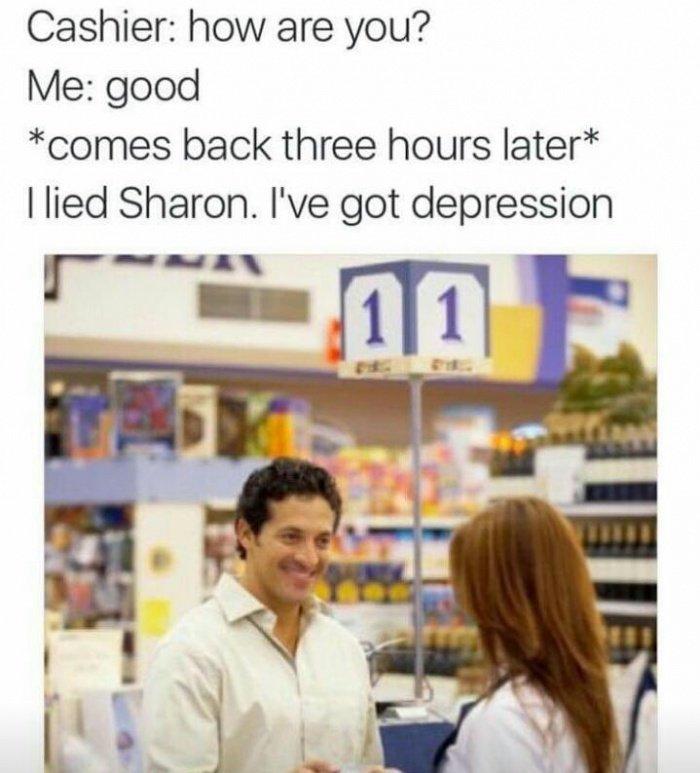 Cashier: how are you?
Me: good
*comes back three hours later*
I lied Sharon. I've got depression
1 1